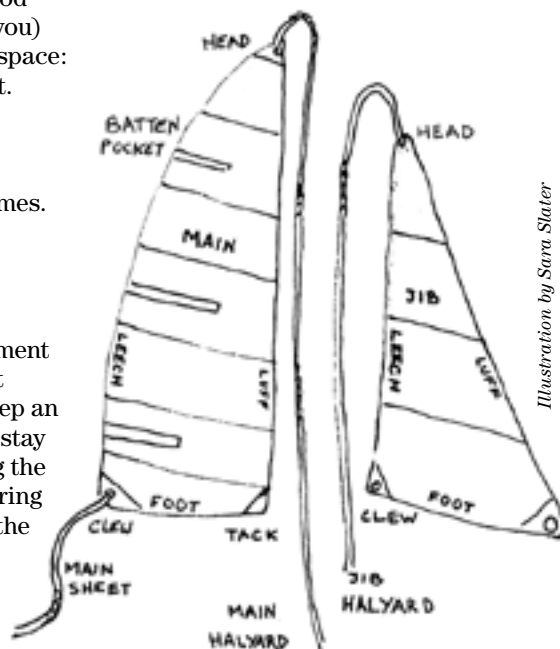 od
you)
space:
t.
mes.
ment
t
ep an
stay
g the
ring
the
HEAD
BATTEN
POCKET
MAIN
LEECH
LUFF
FOOT
CLEW
TACK
MAIN
SHEET
MAIN
HALYARD
HEAD
JIB
LEECH
LUFF
FOOT
CLEW
JIB
HALYARD
Illustration by Sara Slater